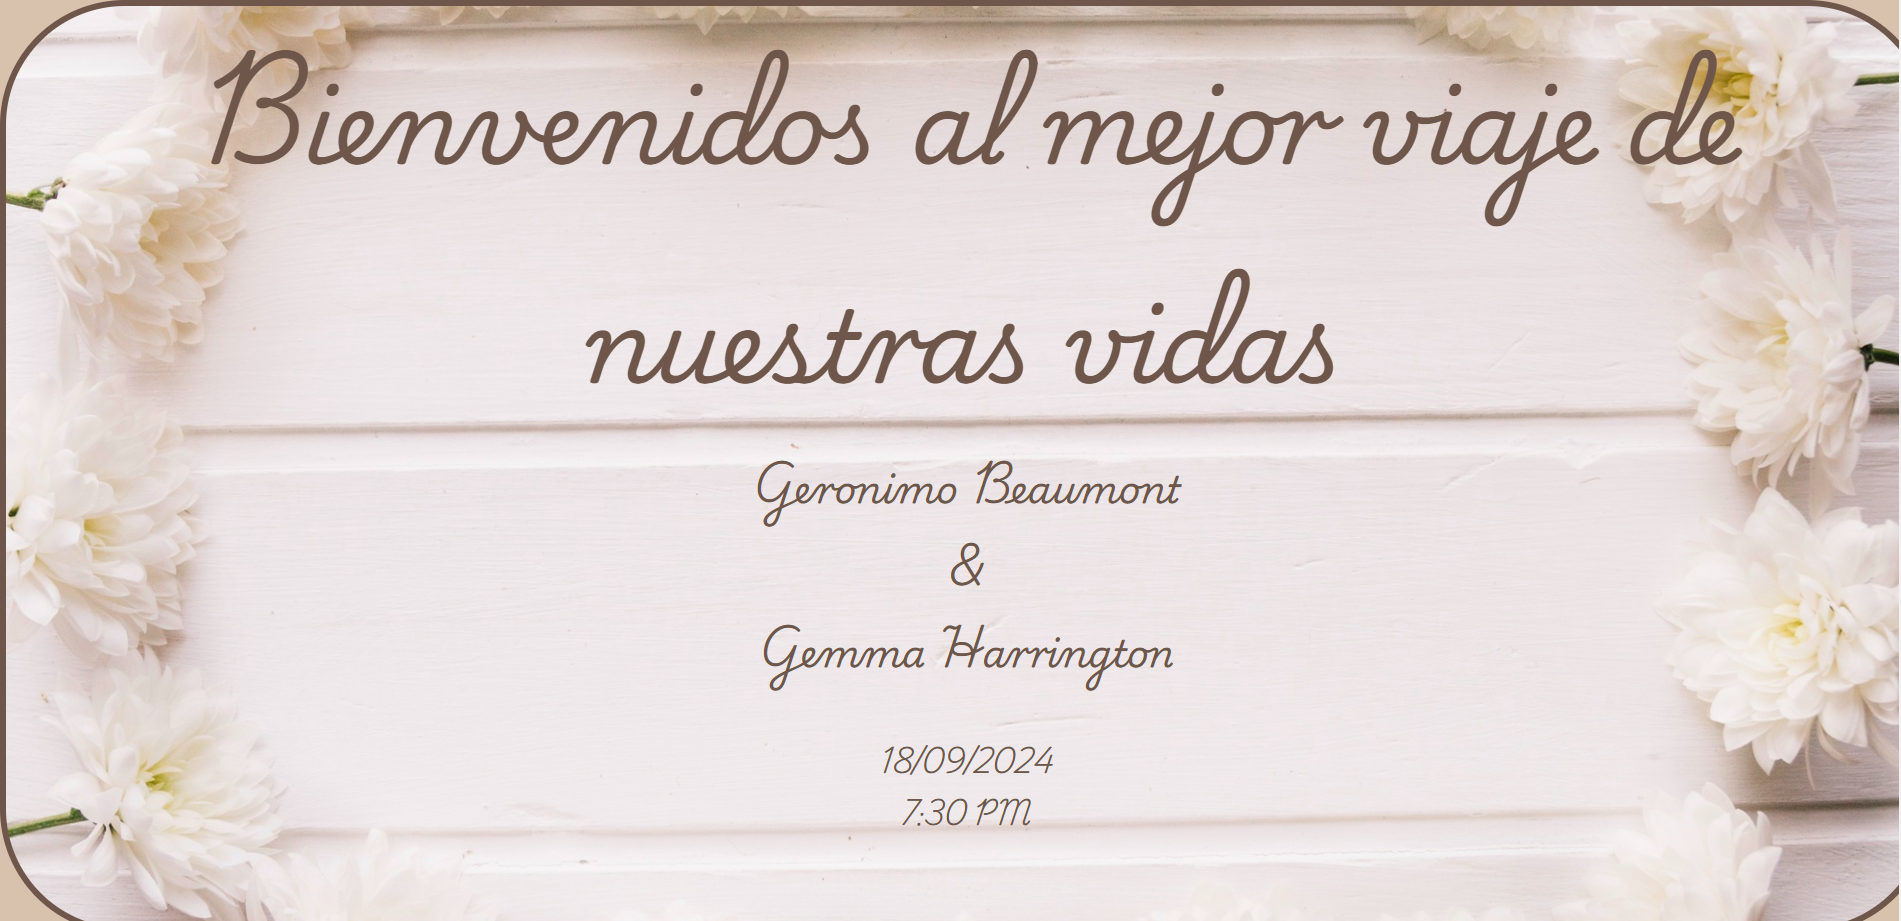 Bienvenidos al mejor viaje de
nuestras vidas
Geronimo Beaumont
&
Gemma Harrington
18/09/2024
7:30 PM